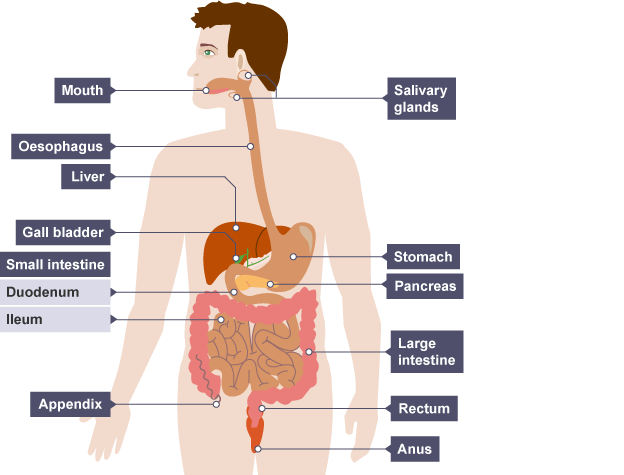 Mouth
Salivary
glands
Oesophagus
Liver
Gall bladder
Small intestine
Duodenum
Ileum
Stomach
Pancreas
Large
intestine
Appendix
Rectum
Anus